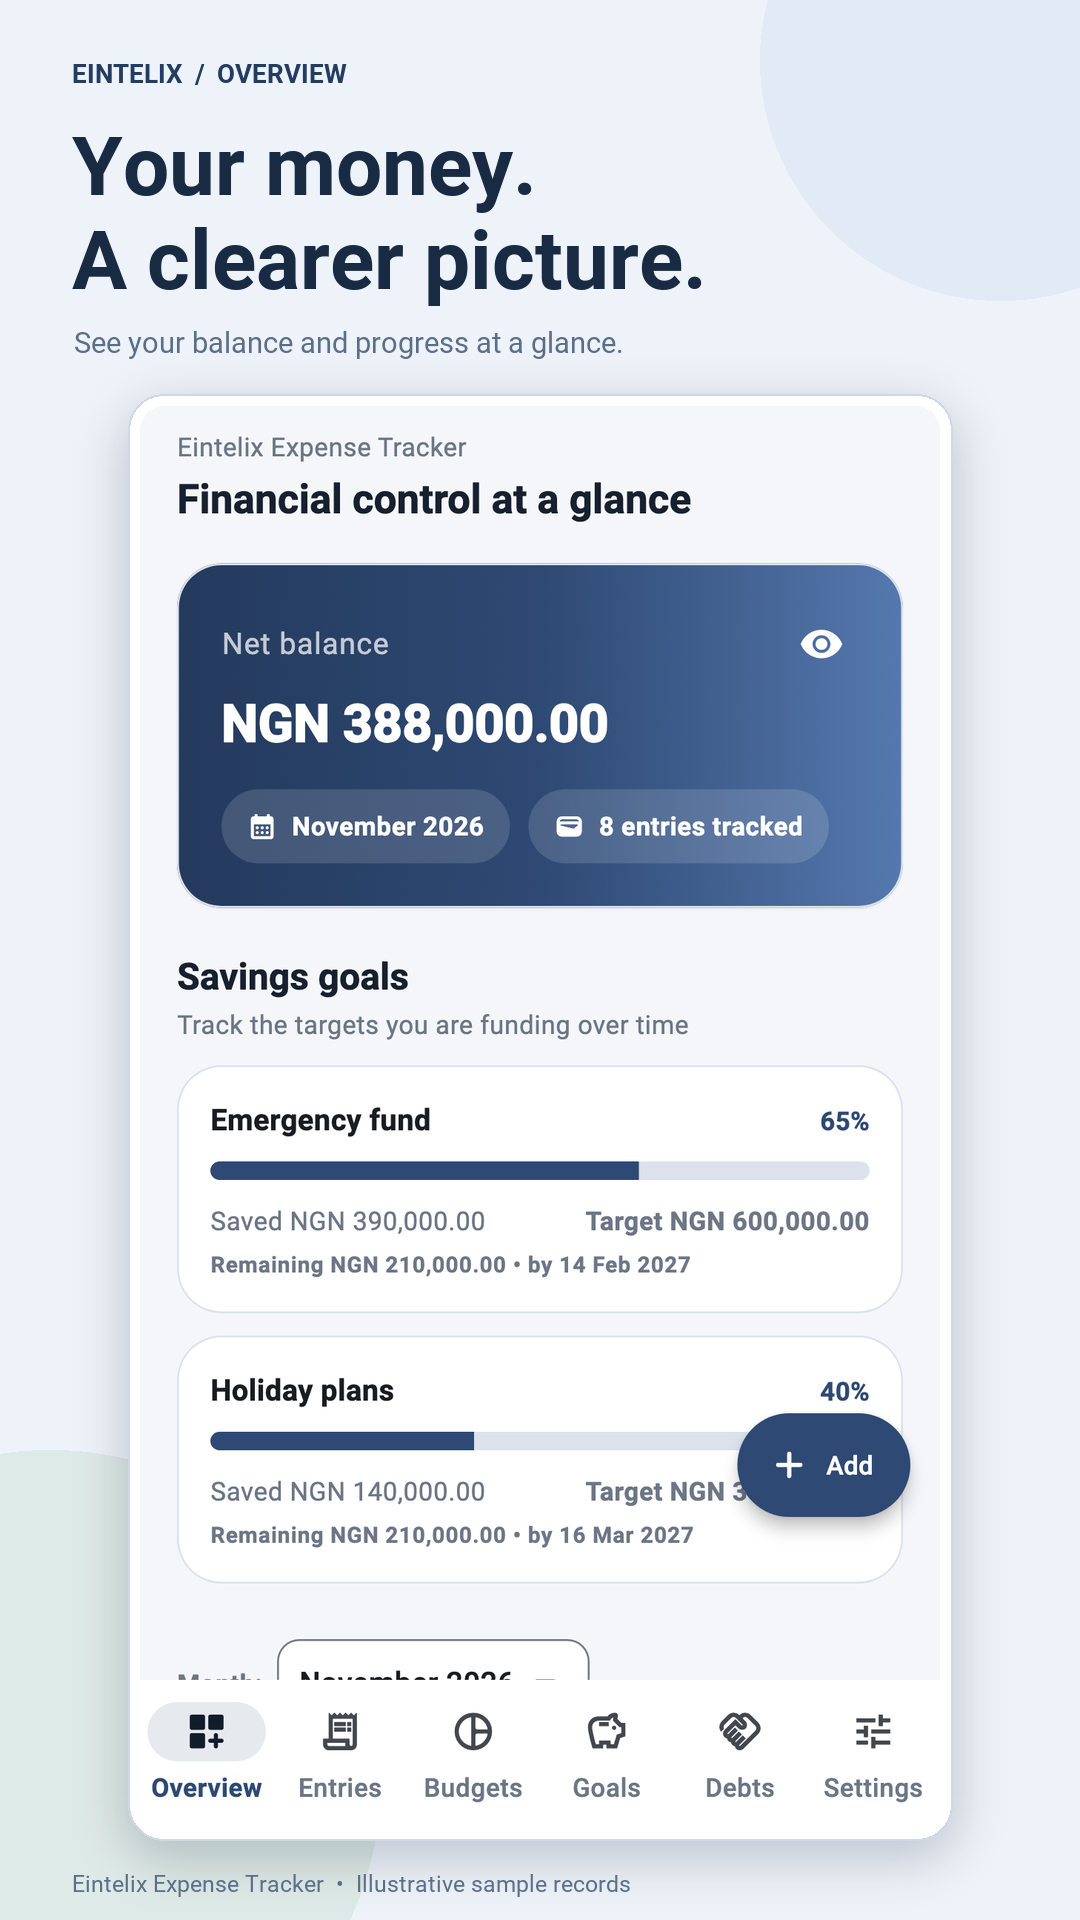 EINTELIX / OVERVIEW
Your money.
A clearer picture.
See your balance and progress at a glance.
Eintelix Expense Tracker
Financial control at a glance
Net balance
NGN 388,000.00
November 2026
8 entries tracked
Savings goals
Track the targets you are funding over time
Emergency fund
65%
Saved NGN 390,000.00
Target NGN 600,000.00
Remaining NGN 210,000.00 • by 14 Feb 2027
Holiday plans
40%
Saved NGN 140,000.00
Target NGN 3
Add
Remaining NGN 210,000.00 • by 16 Mar 2027
Month:
November 2026
Overview
Entries
Budgets
Goals
Debts
Settings
Eintelix Expense Tracker • Illustrative sample records